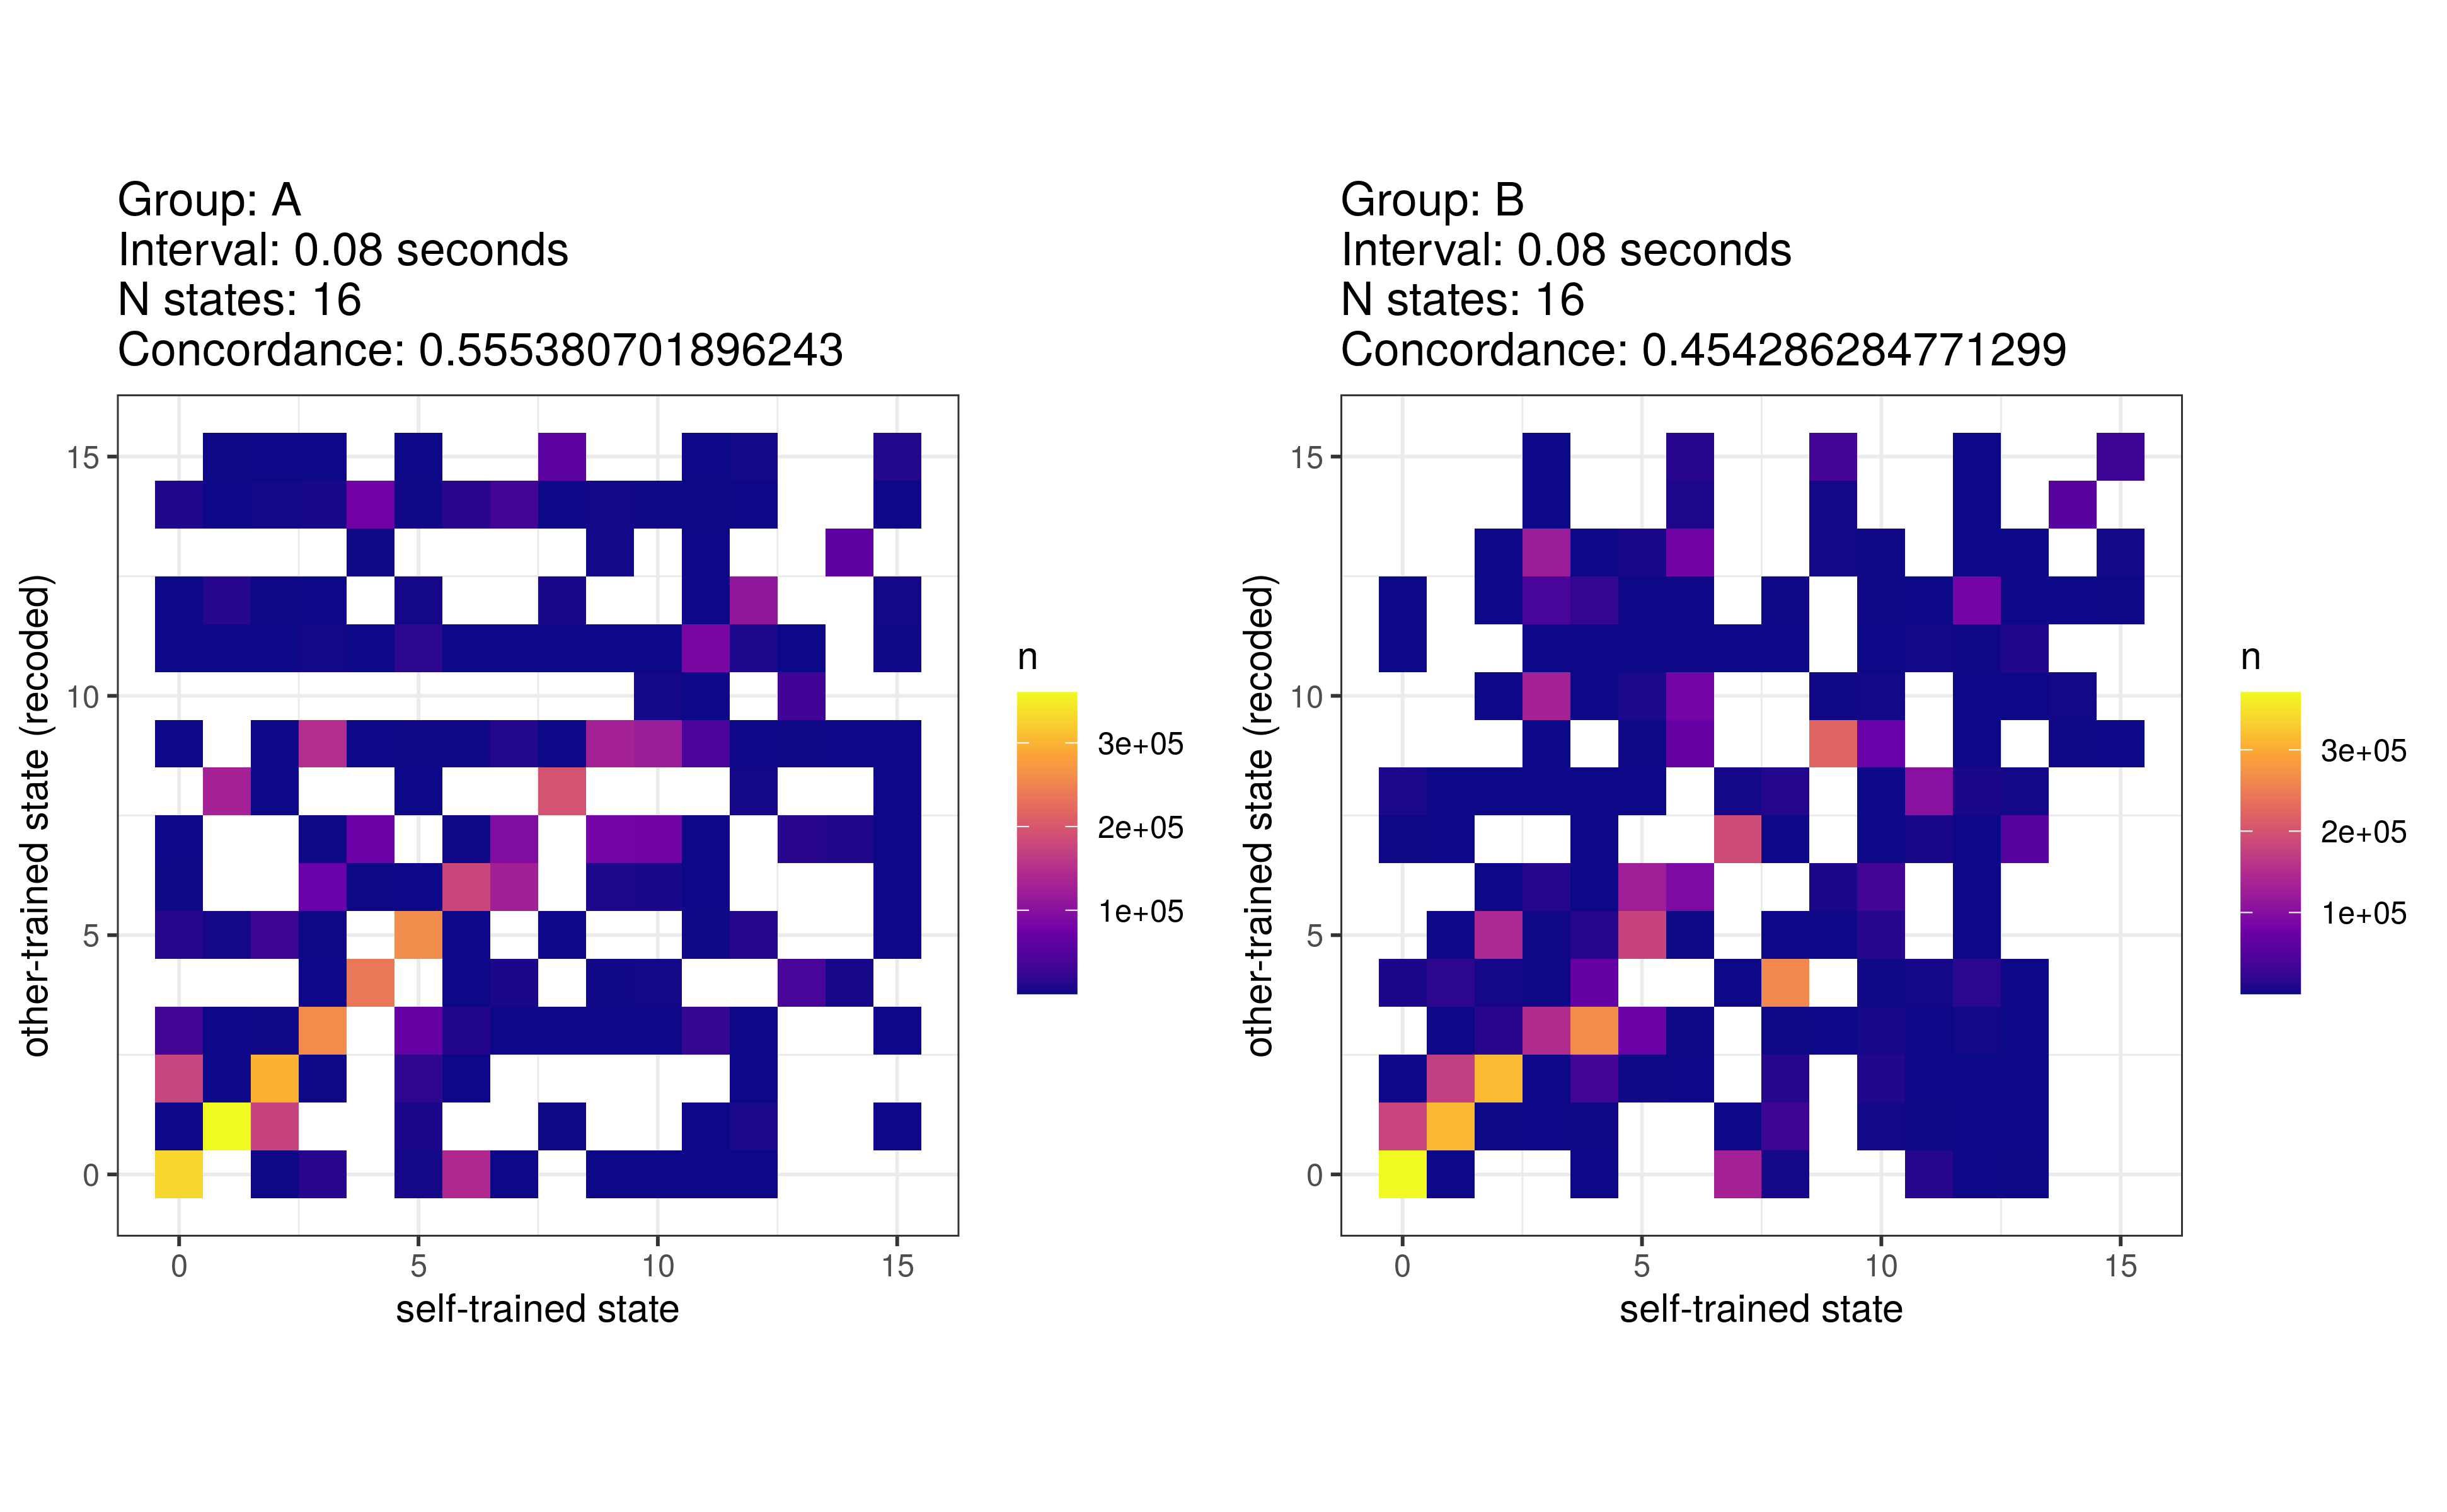 Group: A
Interval: 0.08 seconds
N states: 16
Concordance: 0.555380701896243
other-trained state (recoded)
15
10
5
0
0 5 10 15
self-trained state
n
3e+05
2e+05
1e+05
Group: B
Interval: 0.08 seconds
N states: 16
Concordance: 0.454286284771299
other-trained state (recoded)
15
10
5
0
0 5 10 15
self-trained state
n
3e+05
2e+05
1e+05